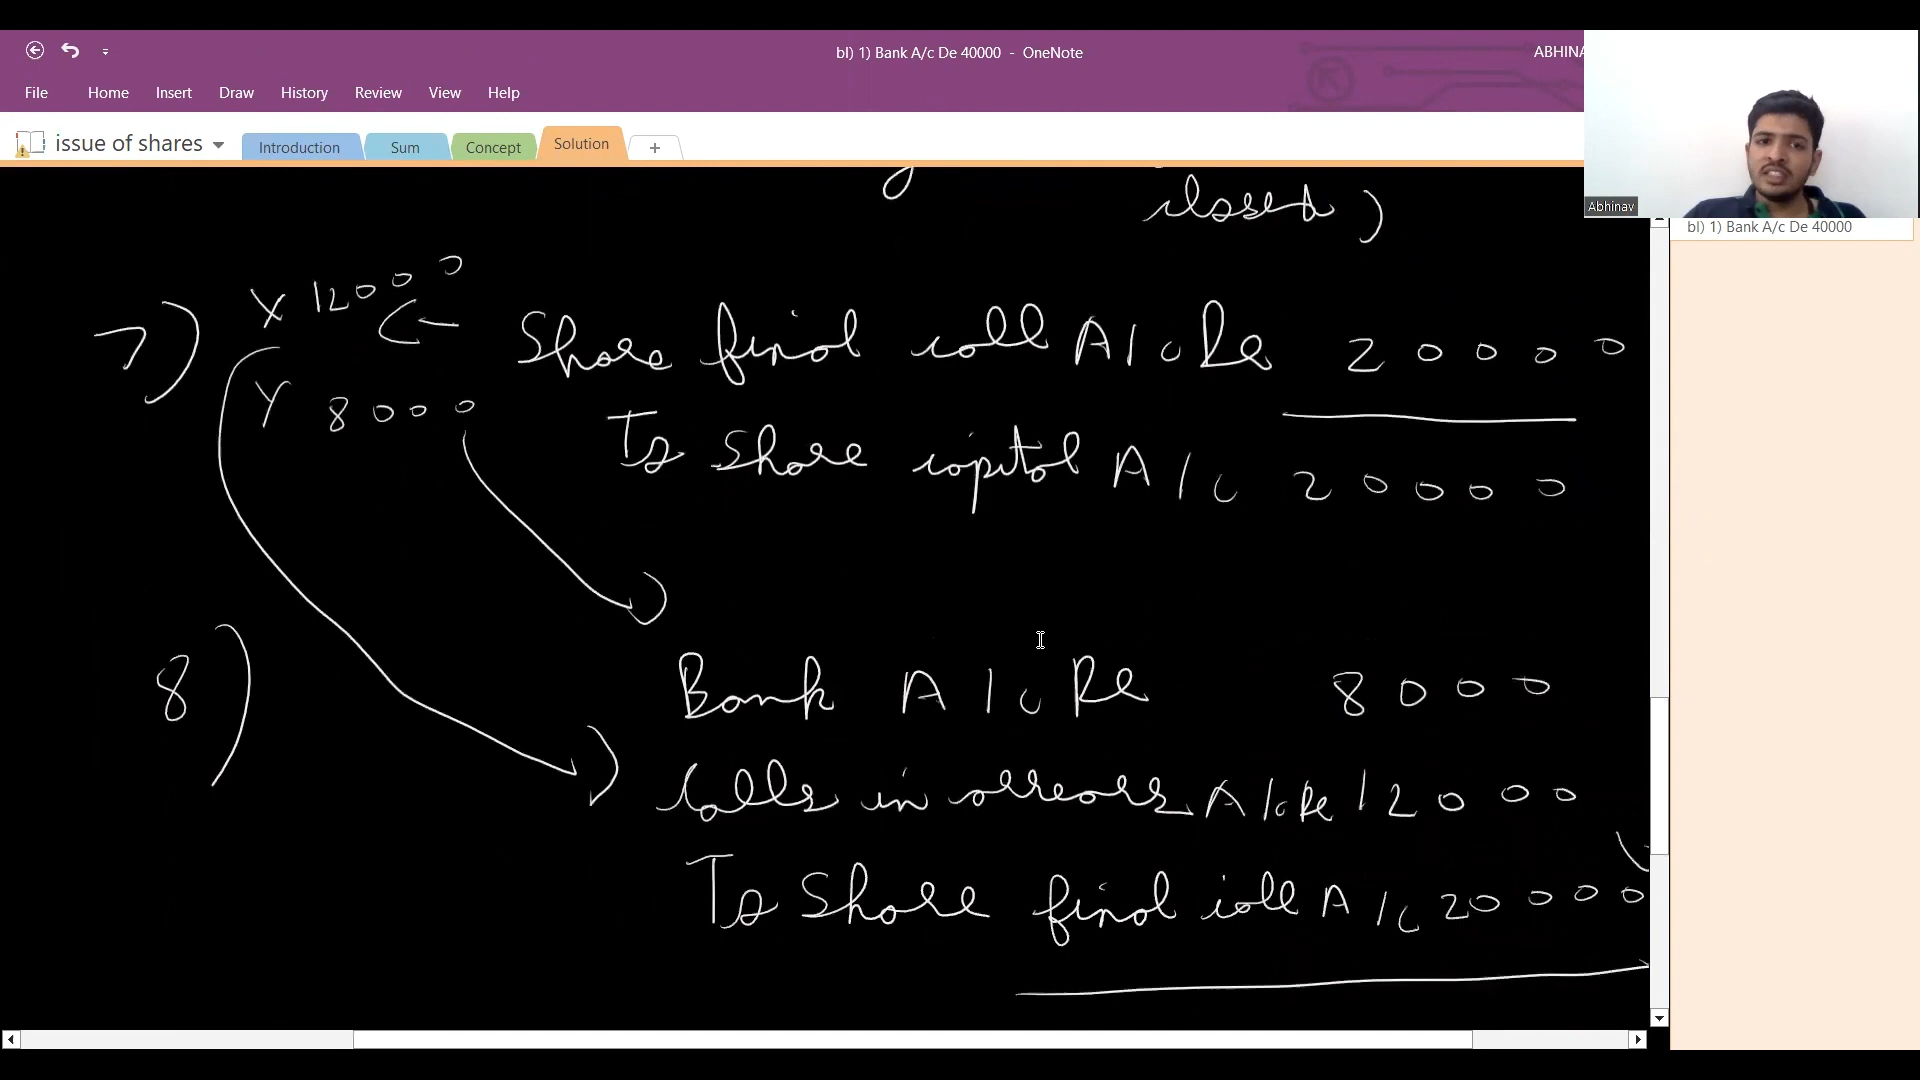 bI) 1) Bank A/c De 40000 - OneNote
ABHINA
File Home Insert Draw History Review View Help
issue of shares Introduction Sum Concept Solution +
Abhinav
bI) 1) Bank A/c De 40000
closed)
7) X 12000 Share final call A/c De 20000
Y 8000
To Share capital A/c 20000
8) Bank A/c De 8000
Calls in arrears A/c De 12000
To Share final call A/c 20000